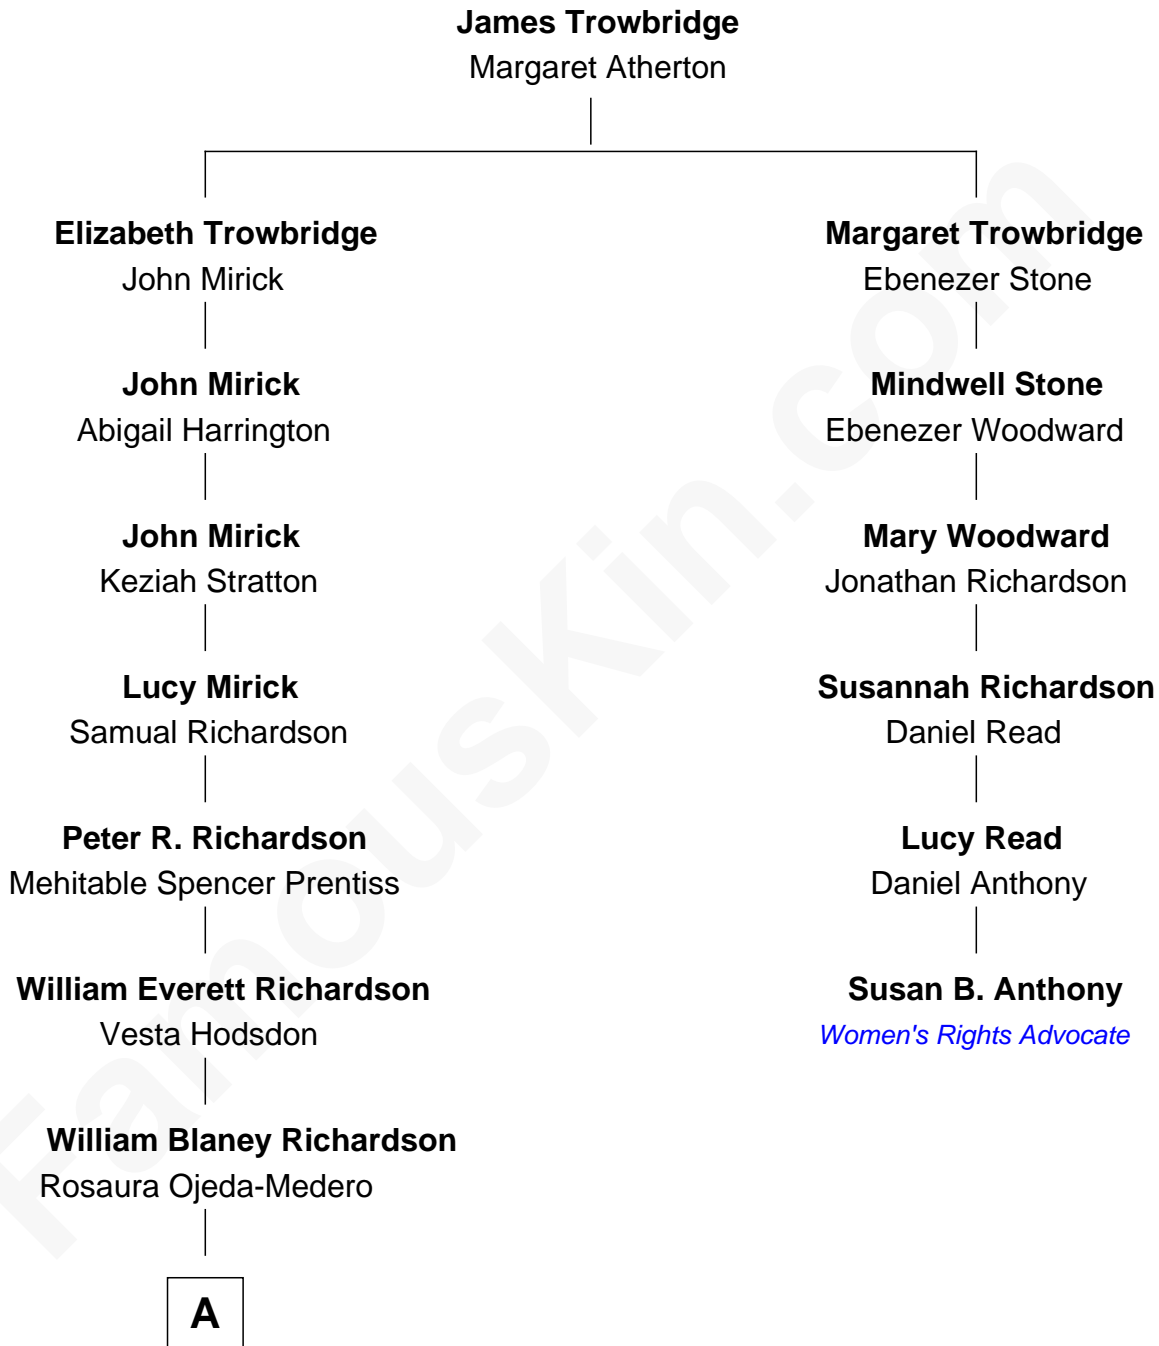 James Trowbridge
Margaret Atherton
Elizabeth Trowbridge
John Mirick
Margaret Trowbridge
Ebenezer Stone
John Mirick
Abigail Harrington
Mindwell Stone
Ebenezer Woodward
John Mirick
Keziah Stratton
Mary Woodward
Jonathan Richardson
Lucy Mirick
Samual Richardson
Susannah Richardson
Daniel Read
Peter R. Richardson
Mehitable Spencer Prentiss
Lucy Read
Daniel Anthony
William Everett Richardson
Vesta Hodsdon
Susan B. Anthony
Women's Rights Advocate
William Blaney Richardson
Rosaura Ojeda-Medero
A
FamousKin.com